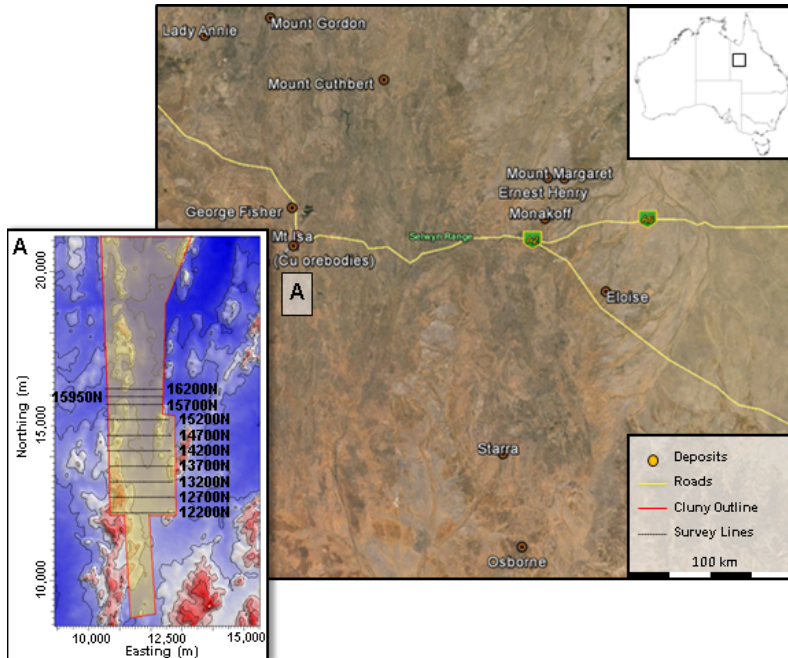 Mount Gordon
Lady Annie
Mount Cuthbert
Mount Margaret
Ernest Henry
George Fisher
Monakoff
Selwyn Range
Mt Isa
(Cu orebodies)
A
Eloise
Starra
Osborne
Deposits
Roads
Cluny Outline
Survey Lines
100 km
A
20,000
15,000
10,000
Northing (m)
15950N
16200N
15700N
15200N
14700N
14200N
13700N
13200N
12700N
12200N
10,000 12,500 15,000
Easting (m)